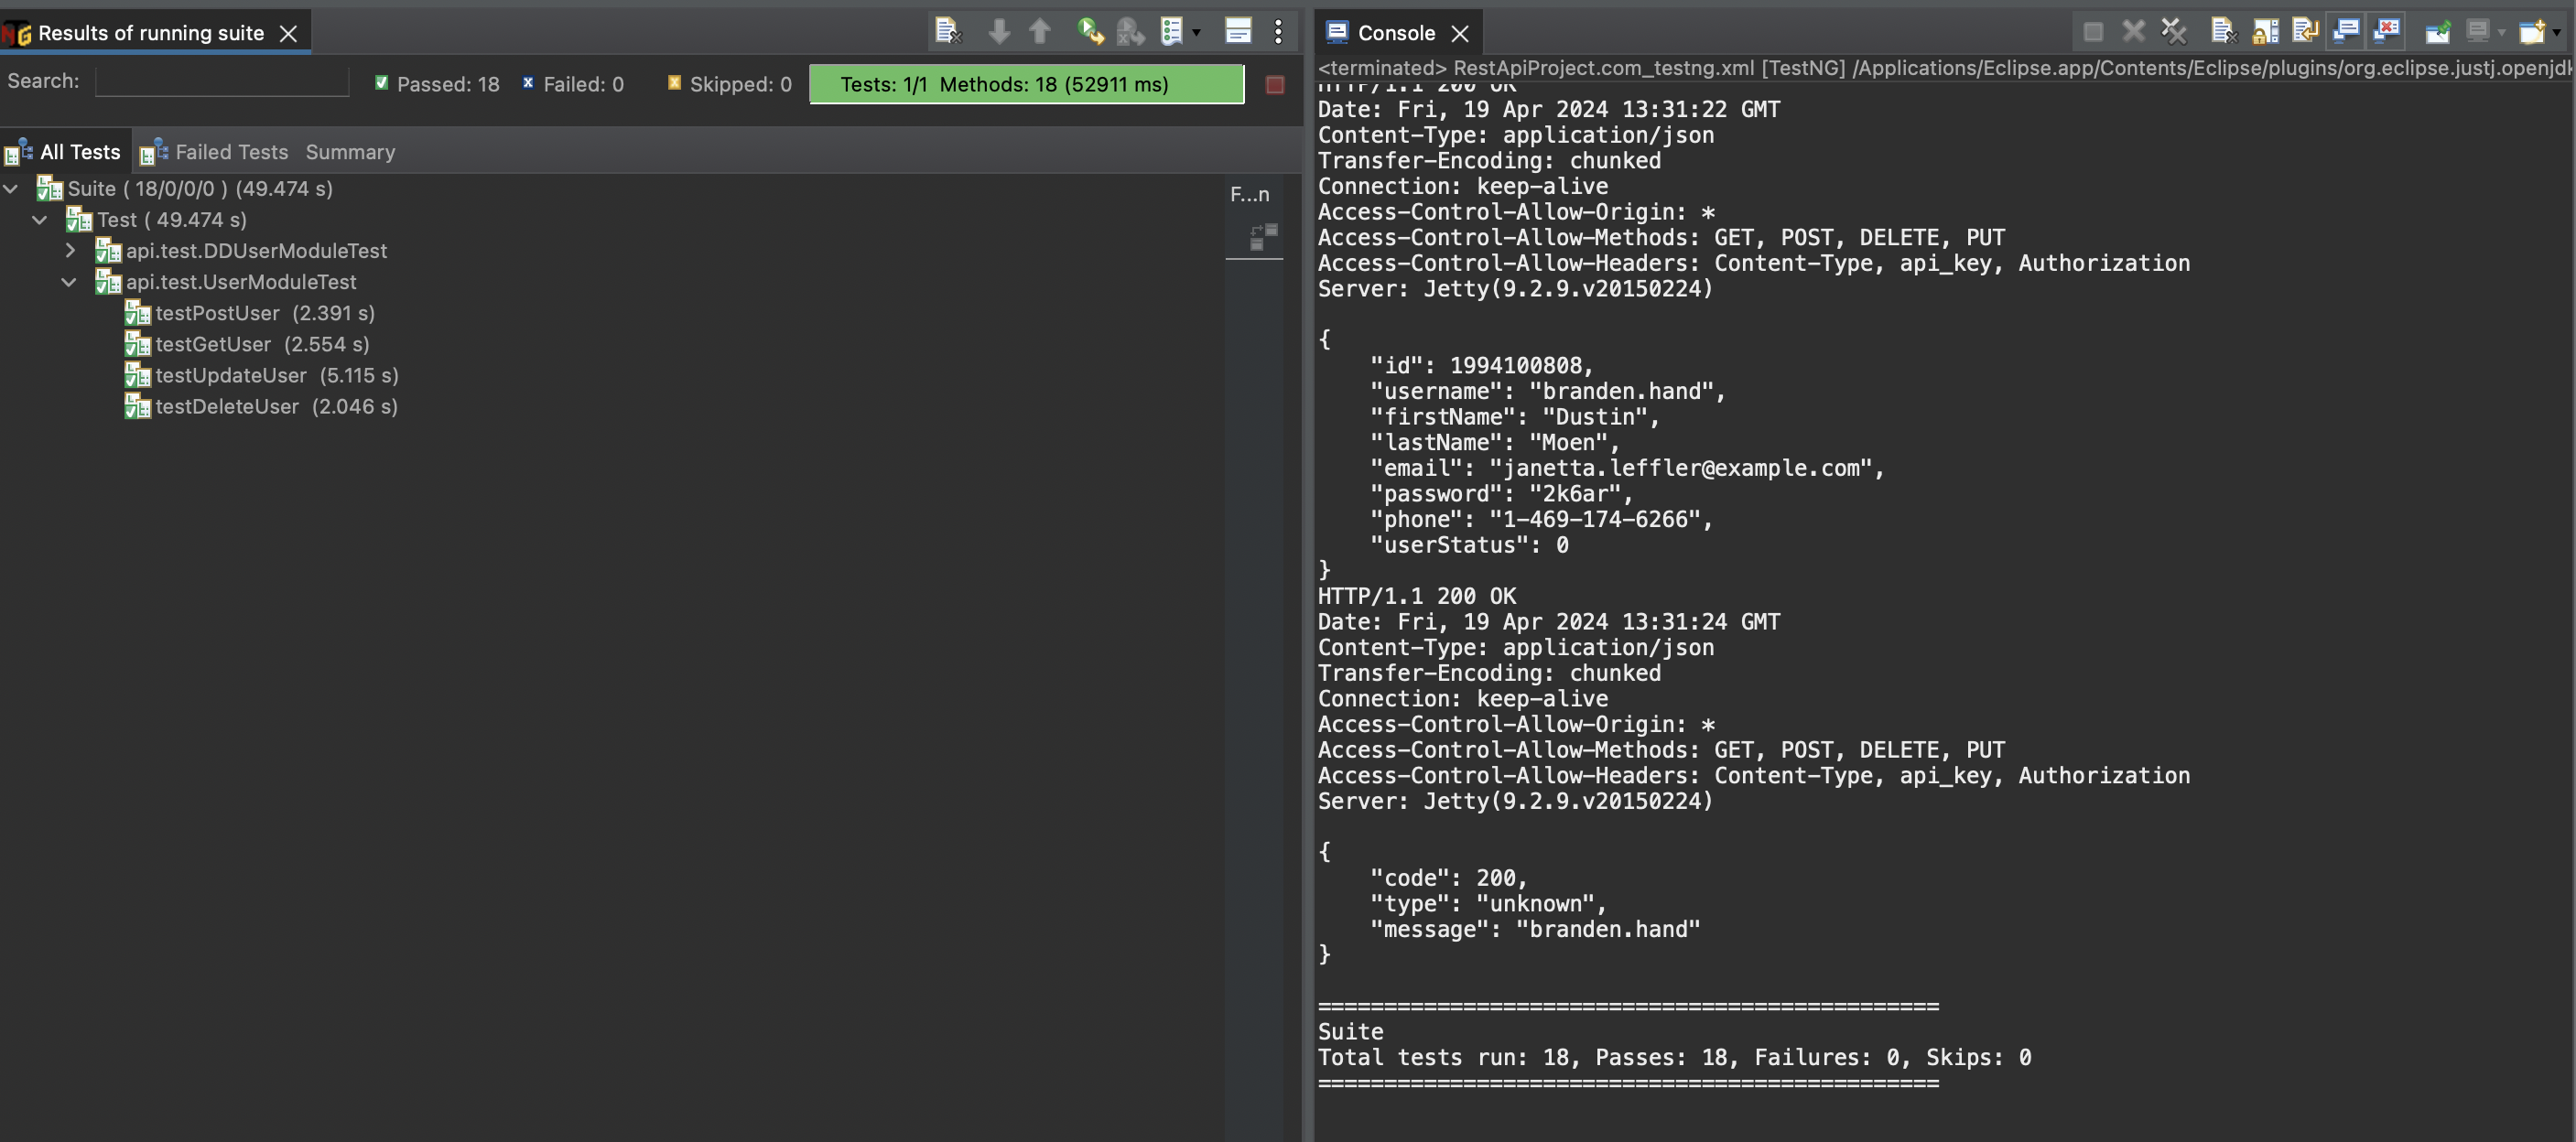 Results of running suite
Search:
Passed: 18
Failed: 0
Skipped: 0
Tests: 1/1 Methods: 18 (52911 ms)
All Tests
Failed Tests
Summary
Suite ( 18/0/0/0 ) (49.474 s)
Test ( 49.474 s)
api.test.DDUserModuleTest
api.test.UserModuleTest
testPostUser (2.391 s)
testGetUser (2.554 s)
testUpdateUser (5.115 s)
testDeleteUser (2.046 s)
F...n
Console
<terminated> RestApiProject.com_testng.xml [TestNG] /Applications/Eclipse.app/Contents/Eclipse/plugins/org.eclipse.justj.openjdk
HTTP/1.1 200 OK
Date: Fri, 19 Apr 2024 13:31:22 GMT
Content-Type: application/json
Transfer-Encoding: chunked
Connection: keep-alive
Access-Control-Allow-Origin: *
Access-Control-Allow-Methods: GET, POST, DELETE, PUT
Access-Control-Allow-Headers: Content-Type, api_key, Authorization
Server: Jetty(9.2.9.v20150224)
{
"id": 1994100808,
"username": "branden.hand",
"firstName": "Dustin",
"lastName": "Moen",
"email": "janetta.leffler@example.com",
"password": "2k6ar",
"phone": "1-469-174-6266",
"userStatus": 0
}
HTTP/1.1 200 OK
Date: Fri, 19 Apr 2024 13:31:24 GMT
Content-Type: application/json
Transfer-Encoding: chunked
Connection: keep-alive
Access-Control-Allow-Origin: *
Access-Control-Allow-Methods: GET, POST, DELETE, PUT
Access-Control-Allow-Headers: Content-Type, api_key, Authorization
Server: Jetty(9.2.9.v20150224)
{
"code": 200,
"type": "unknown",
"message": "branden.hand"
}
===============================================
Suite
Total tests run: 18, Passes: 18, Failures: 0, Skips: 0
===============================================